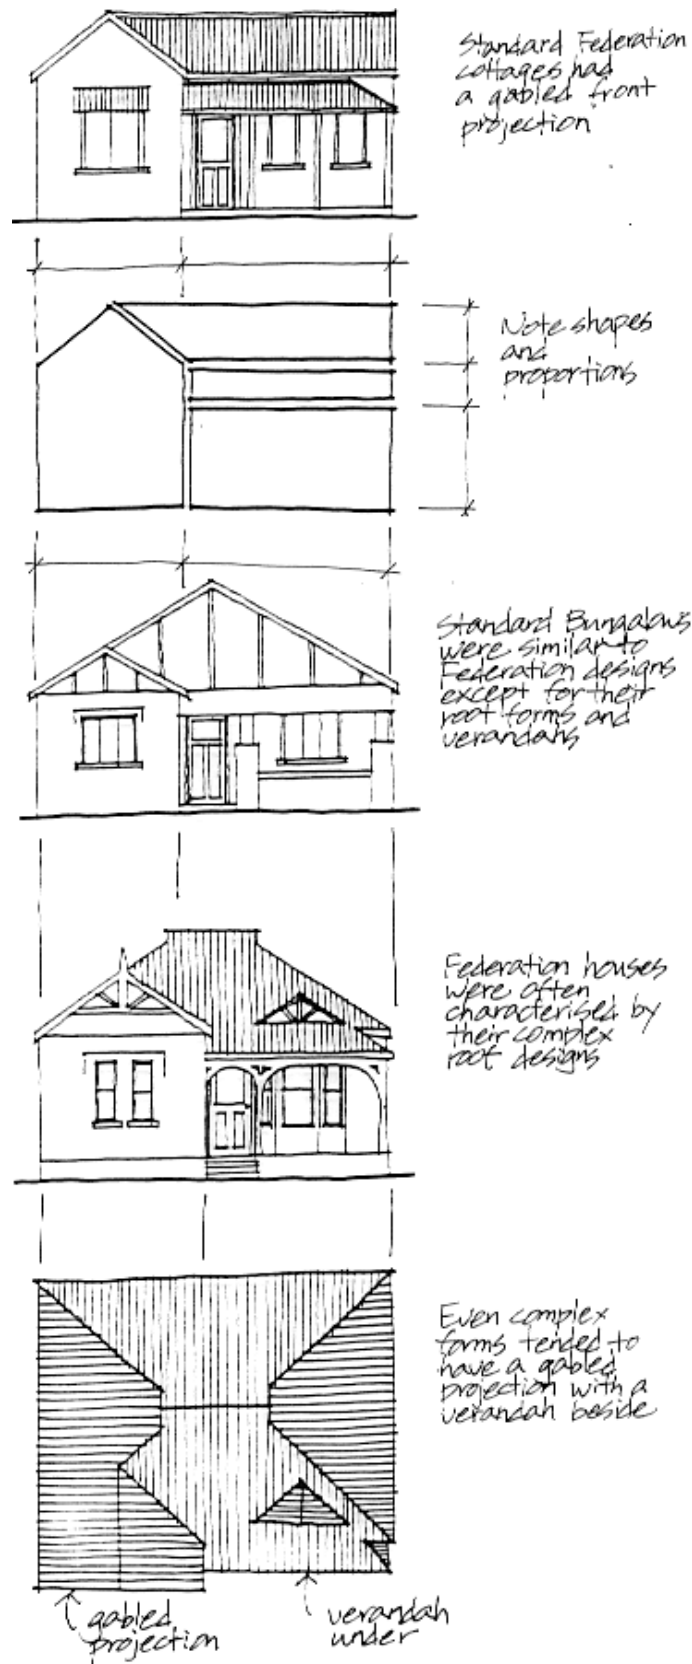 Standard Federation
cottages had
a gabled front
projection
Note shapes
and
proportions
Standard Bungalows
were similar to
Federation designs
except for their
roof forms and
verandahs
Federation houses
were often
characterised by
their complex
roof designs
Even complex
forms tended to
have a gabled
projection with a
verandah beside
gabled
projection
verandah
under